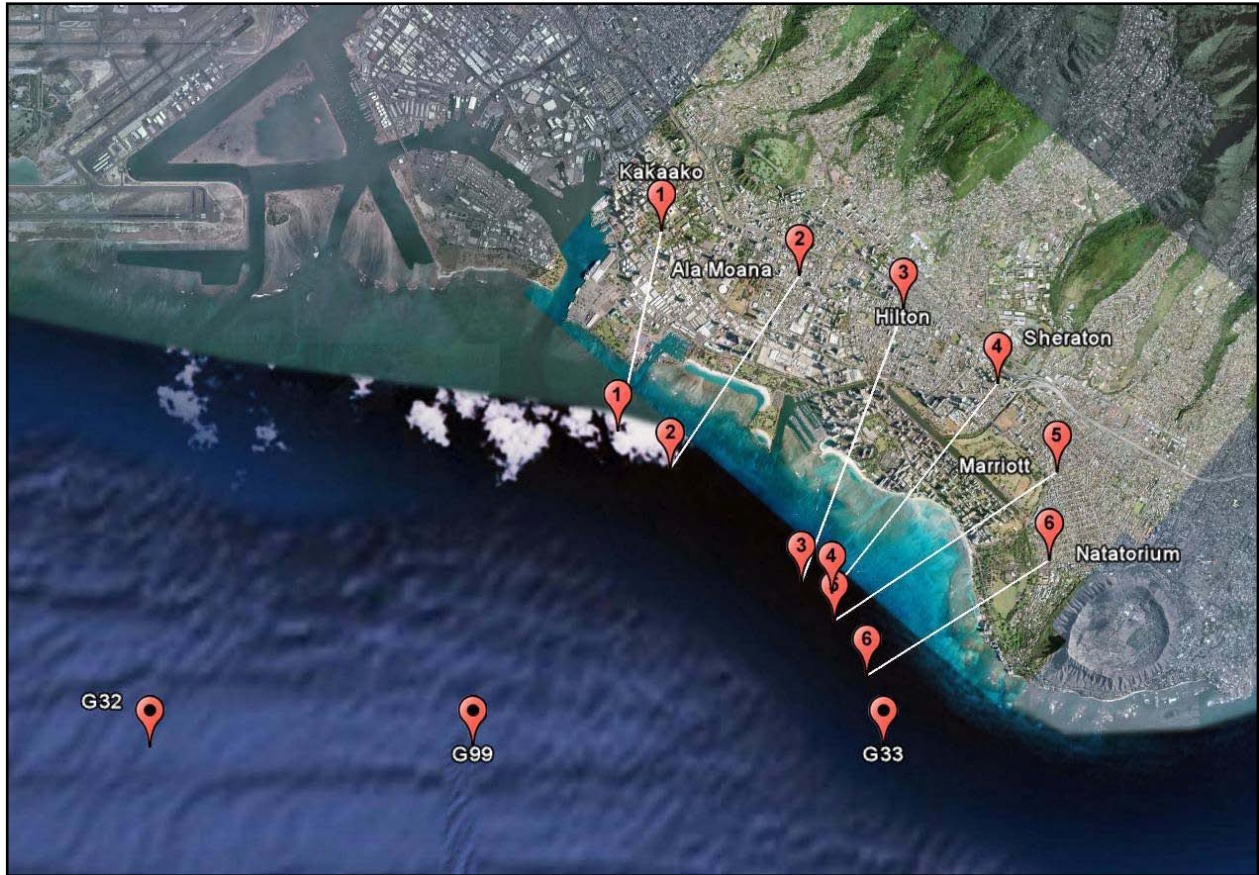 Kakaako
1
2
Ala Moana
3
Hilton
4
Sheraton
1
2
5
Marriott
6
Natatorium
3
4
5
6
G32
G99
G33